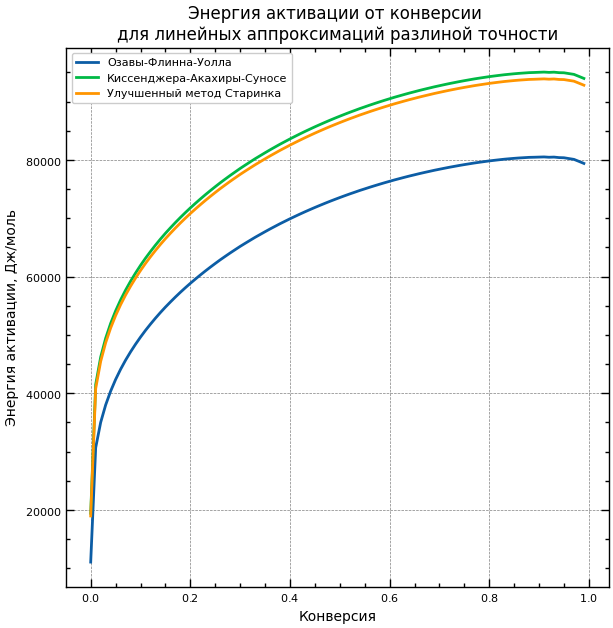 Энергия активации от конверсии
для линейных аппроксимаций разлиной точности
Озавы-Флинна-Уолла
Киссенджера-Акахиры-Суносе
Улучшенный метод Старинка
Энергия активации, Дж/моль
80000
60000
40000
20000
0.0 0.2 0.4 0.6 0.8 1.0
Конверсия